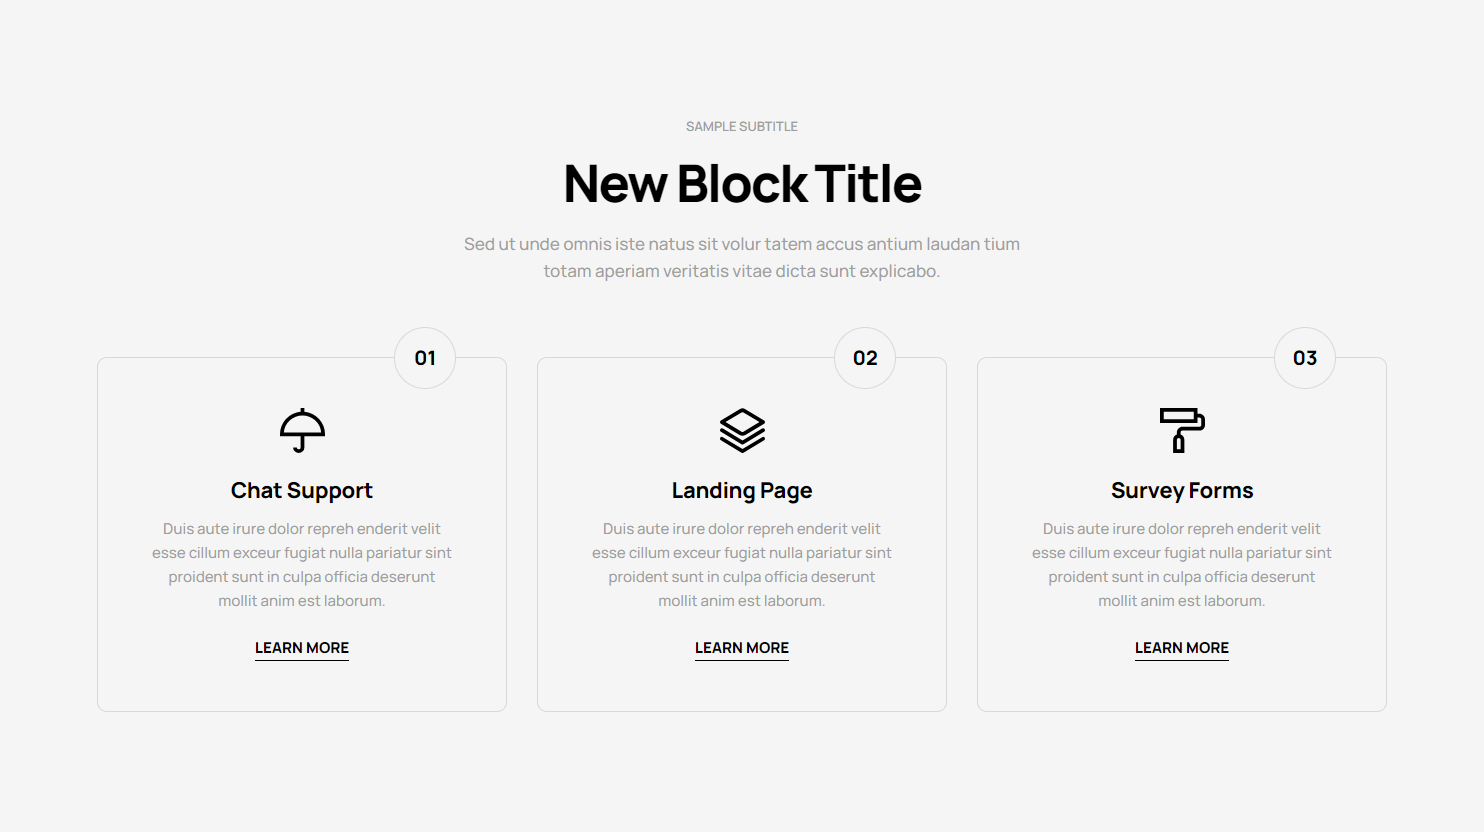 SAMPLE SUBTITLE
New Block Title
Sed ut unde omnis iste natus sit volur tatem accus antium laudan tium
totam aperiam veritatis vitae dicta sunt explicabo.
01
Chat Support
Duis aute irure dolor repreh enderit velit
esse cillum exceur fugiat nulla pariatur sint
proident sunt in culpa officia deserunt
mollit anim est laborum.
LEARN MORE
02
Landing Page
Duis aute irure dolor repreh enderit velit
esse cillum exceur fugiat nulla pariatur sint
proident sunt in culpa officia deserunt
mollit anim est laborum.
LEARN MORE
03
Survey Forms
Duis aute irure dolor repreh enderit velit
esse cillum exceur fugiat nulla pariatur sint
proident sunt in culpa officia deserunt
mollit anim est laborum.
LEARN MORE